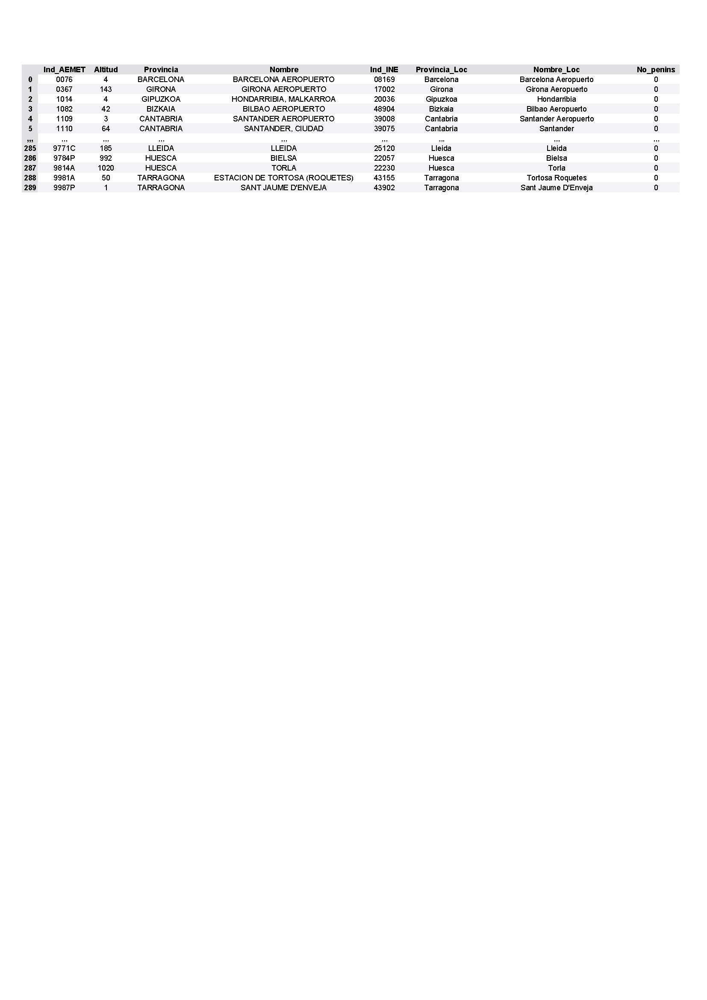 Ind_AEMET Altitud Provincia Nombre Ind_INE Provincia_Loc Nombre_Loc No_penins
0 0076 4 BARCELONA BARCELONA AEROPUERTO 08169 Barcelona Barcelona Aeropuerto 0
1 0367 143 GIRONA GIRONA AEROPUERTO 17002 Girona Girona Aeropuerto 0
2 1014 4 GIPUZKOA HONDARRIBIA, MALKARROA 20036 Gipuzkoa Hondarribia 0
3 1082 42 BIZKAIA BILBAO AEROPUERTO 48904 Bizkaia Bilbao Aeropuerto 0
4 1109 3 CANTABRIA SANTANDER AEROPUERTO 39008 Cantabria Santander Aeropuerto 0
5 1110 64 CANTABRIA SANTANDER, CIUDAD 39075 Cantabria Santander 0
,,, ,,, ,,, ,,, ,,, ,,, ,,, ,,, ,,,
285 9771C 185 LLEIDA LLEIDA 25120 Lleida Lleida 0
286 9784P 992 HUESCA BIELSA 22057 Huesca Bielsa 0
287 9814A 1020 HUESCA TORLA 22230 Huesca Torla 0
288 9981A 50 TARRAGONA ESTACION DE TORTOSA (ROQUETES) 43155 Tarragona Tortosa Roquetes 0
289 9987P 1 TARRAGONA SANT JAUME D'ENVEJA 43902 Tarragona Sant Jaume D'Enveja 0